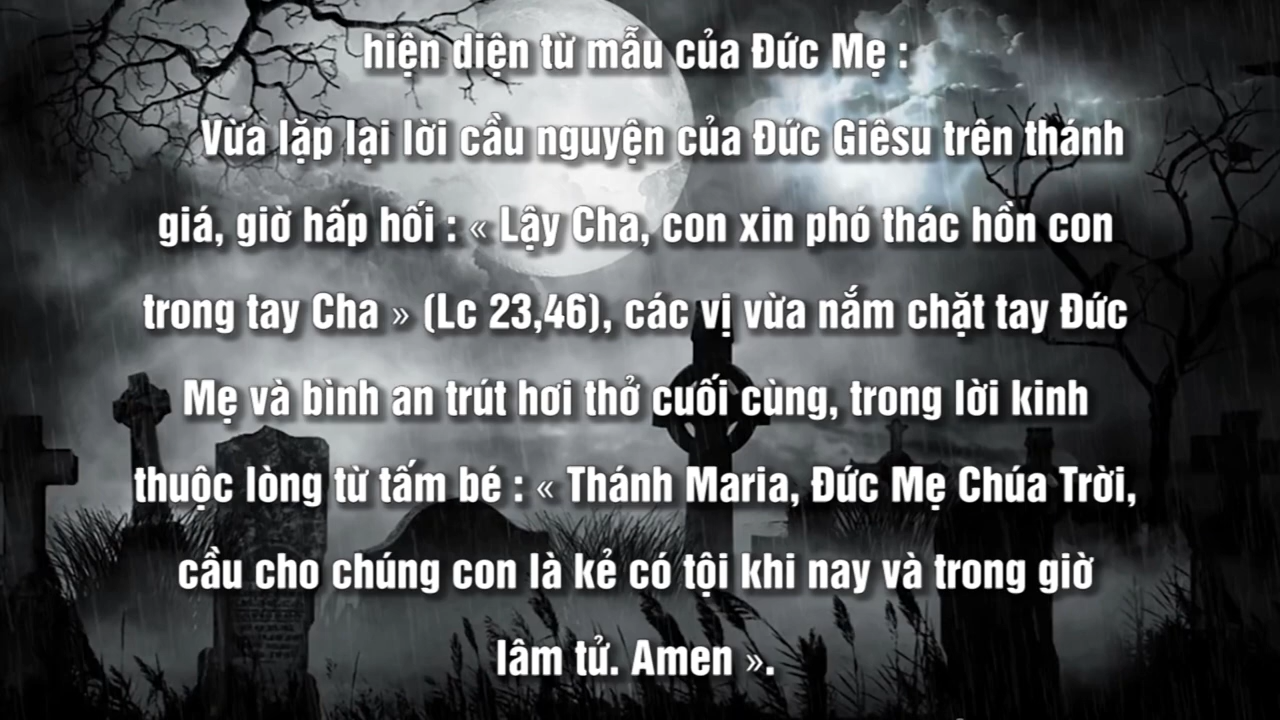 hiện diện từ mẫu của Đức Mẹ :
Vừa lặp lại lời cầu nguyện của Đức Giêsu trên thánh
giá, giờ hấp hối : « Lậy Cha, con xin phó thác hồn con
trong tay Cha » (Lc 23,46), các vị vừa nắm chặt tay Đức
Mẹ và bình an trút hơi thở cuối cùng, trong lời kinh
thuộc lòng từ tấm bé : « Thánh Maria, Đức Mẹ Chúa Trời,
cầu cho chúng con là kẻ có tội khi nay và trong giờ
lâm tử. Amen ».